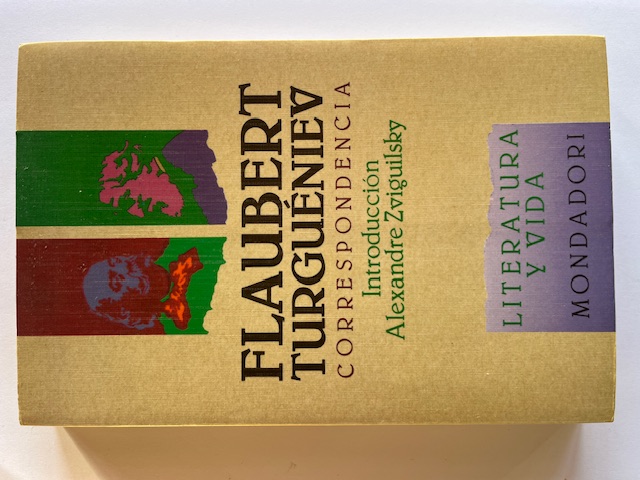 FLAUBERT
TURGUÉNIEV
CORRESPONDENCIA
Introducción
Alexandre Zviguilsky
LITERATURA
Y VIDA
MONDADORI